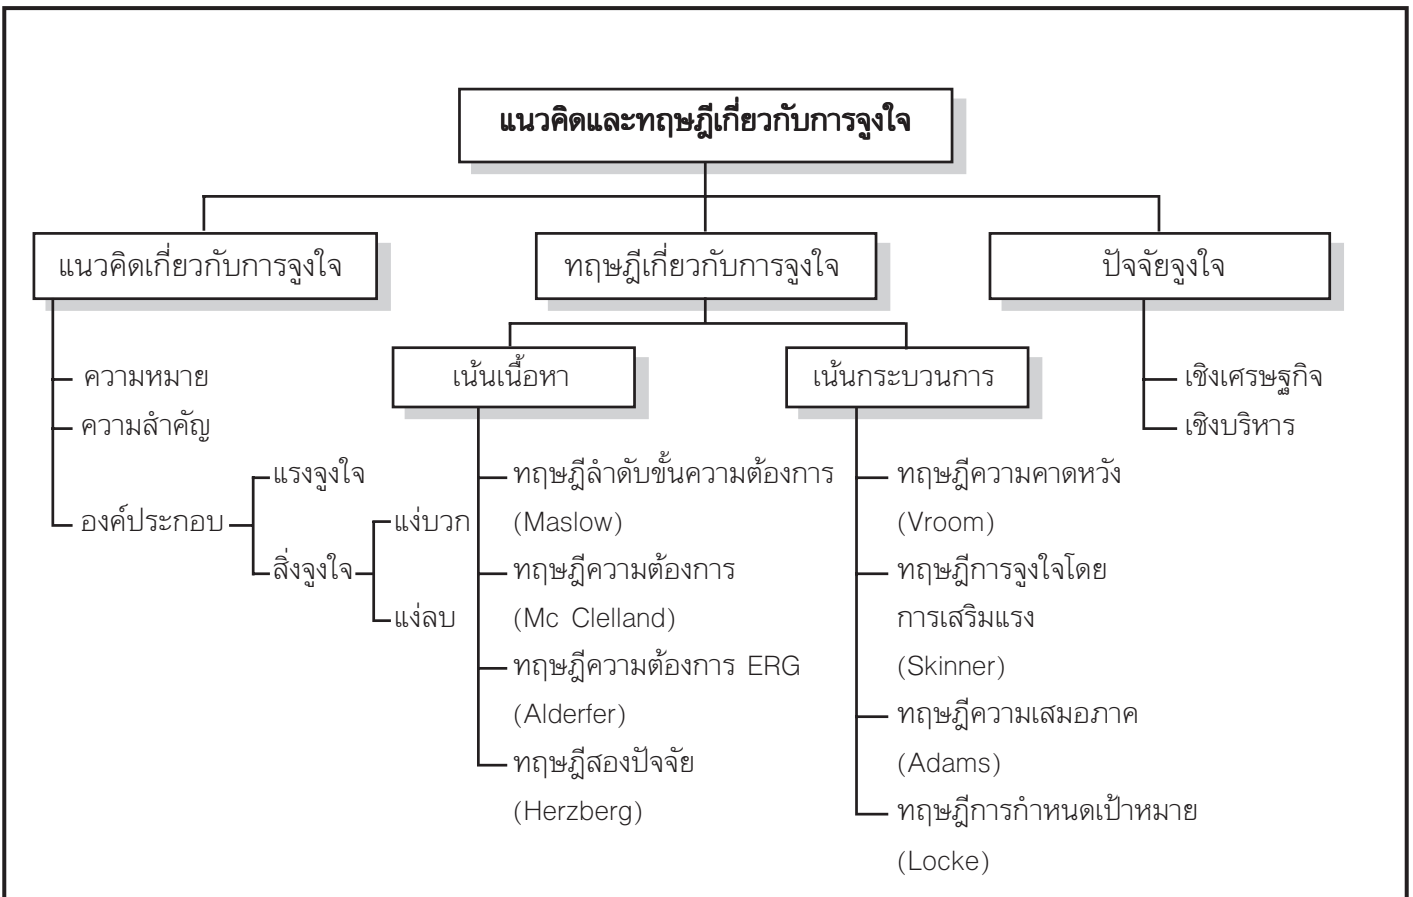 แนวคิดและทฤษฎีเกี่ยวกับการจูงใจ
แนวคิดเกี่ยวกับการจูงใจ
ทฤษฎีเกี่ยวกับการจูงใจ
ปัจจัยจูงใจ
ความหมาย
ความสำคัญ
องค์ประกอบ
แรงจูงใจ
สิ่งจูงใจ
แง่บวก
แง่ลบ
เน้นเนื้อหา
ทฤษฎีลำดับขั้นความต้องการ
(Maslow)
ทฤษฎีความต้องการ
(Mc Clelland)
ทฤษฎีความต้องการ ERG
(Alderfer)
ทฤษฎีสองปัจจัย
(Herzberg)
เน้นกระบวนการ
ทฤษฎีความคาดหวัง
(Vroom)
ทฤษฎีการจูงใจโดย
การเสริมแรง
(Skinner)
ทฤษฎีความเสมอภาค
(Adams)
ทฤษฎีการกำหนดเป้าหมาย
(Locke)
เชิงเศรษฐกิจ
เชิงบริหาร